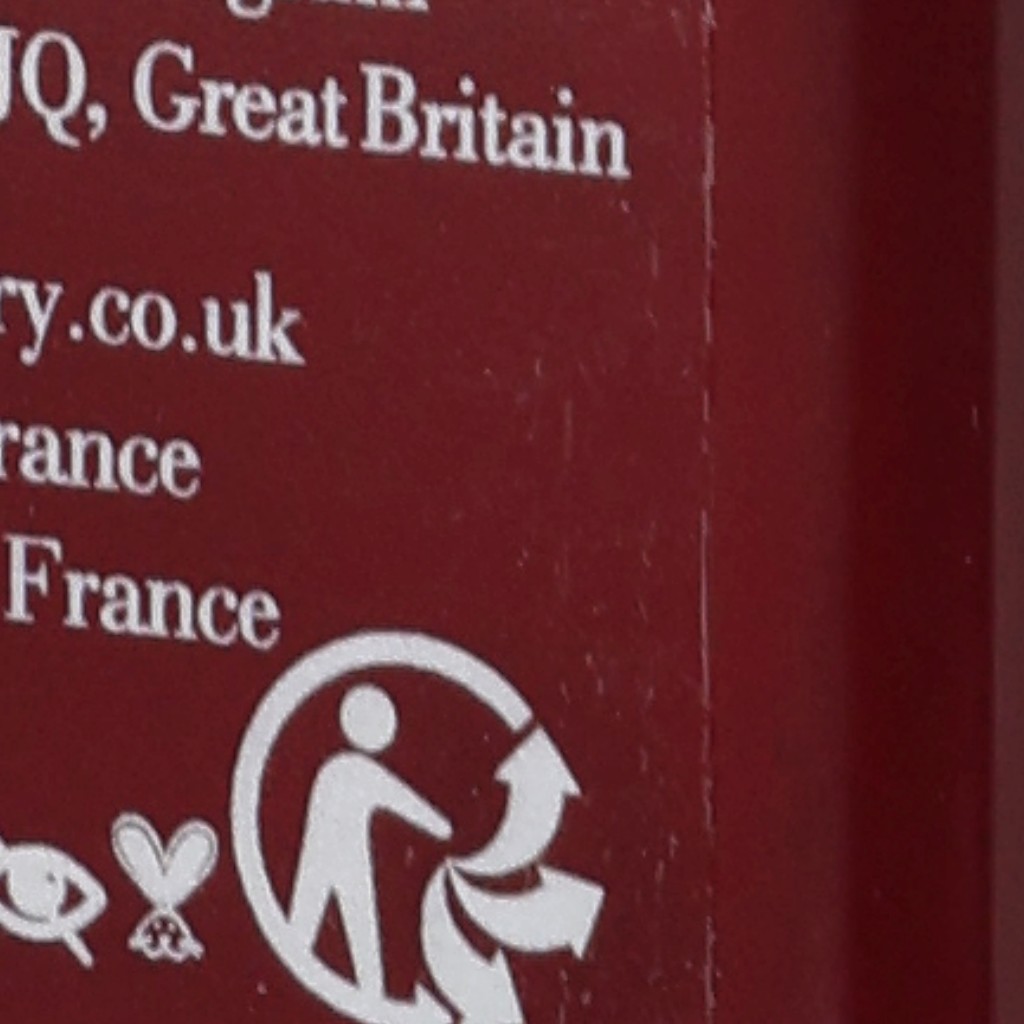 JQ, Great Britain
ry.co.uk
rance
France